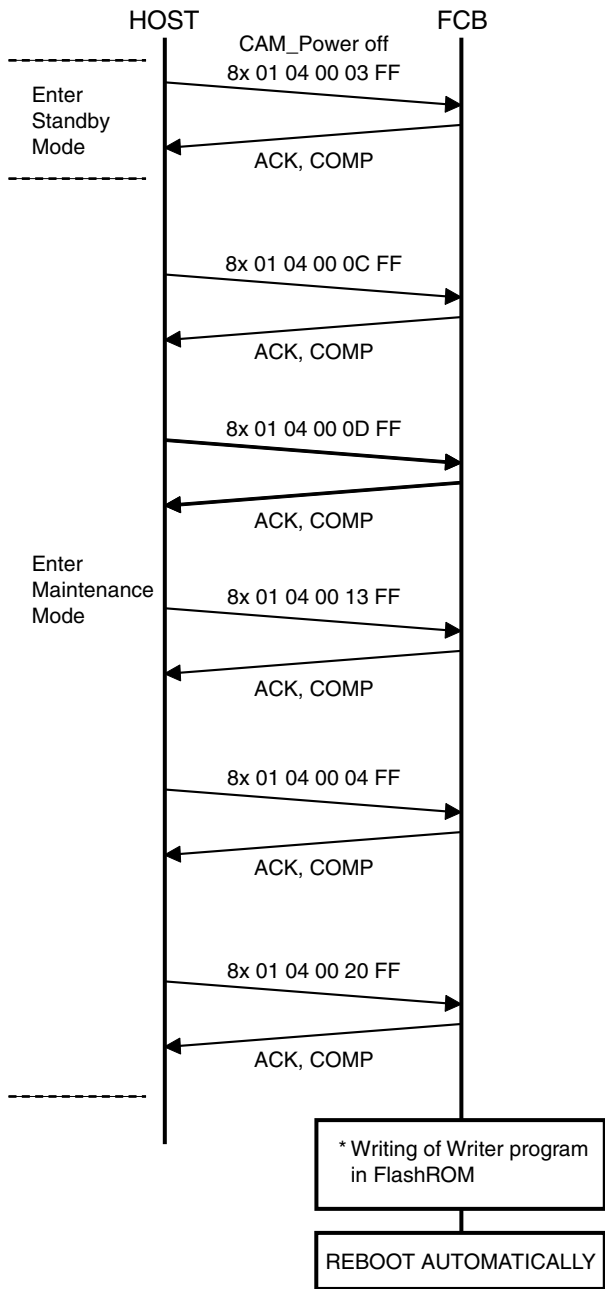 HOST
FCB
CAM_Power off
8x 01 04 00 03 FF
Enter
Standby
Mode
ACK, COMP
8x 01 04 00 0C FF
ACK, COMP
8x 01 04 00 0D FF
ACK, COMP
Enter
Maintenance
Mode
8x 01 04 00 13 FF
ACK, COMP
8x 01 04 00 04 FF
ACK, COMP
8x 01 04 00 20 FF
ACK, COMP
* Writing of Writer program
in FlashROM
REBOOT AUTOMATICALLY